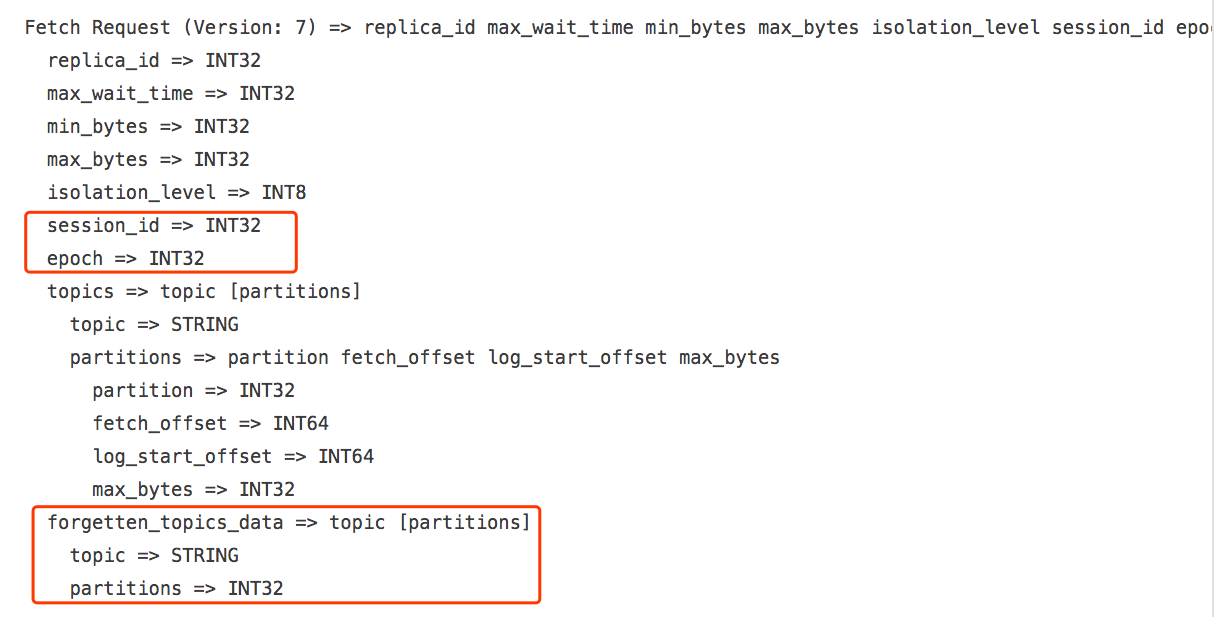 Fetch Request (Version: 7) => replica_id max_wait_time min_bytes max_bytes isolation_level session_id epo
replica_id => INT32
max_wait_time => INT32
min_bytes => INT32
max_bytes => INT32
isolation_level => INT8
session_id => INT32
epoch => INT32
topics => topic [partitions]
topic => STRING
partitions => partition fetch_offset log_start_offset max_bytes
partition => INT32
fetch_offset => INT64
log_start_offset => INT64
max_bytes => INT32
forgetten_topics_data => topic [partitions]
topic => STRING
partitions => INT32